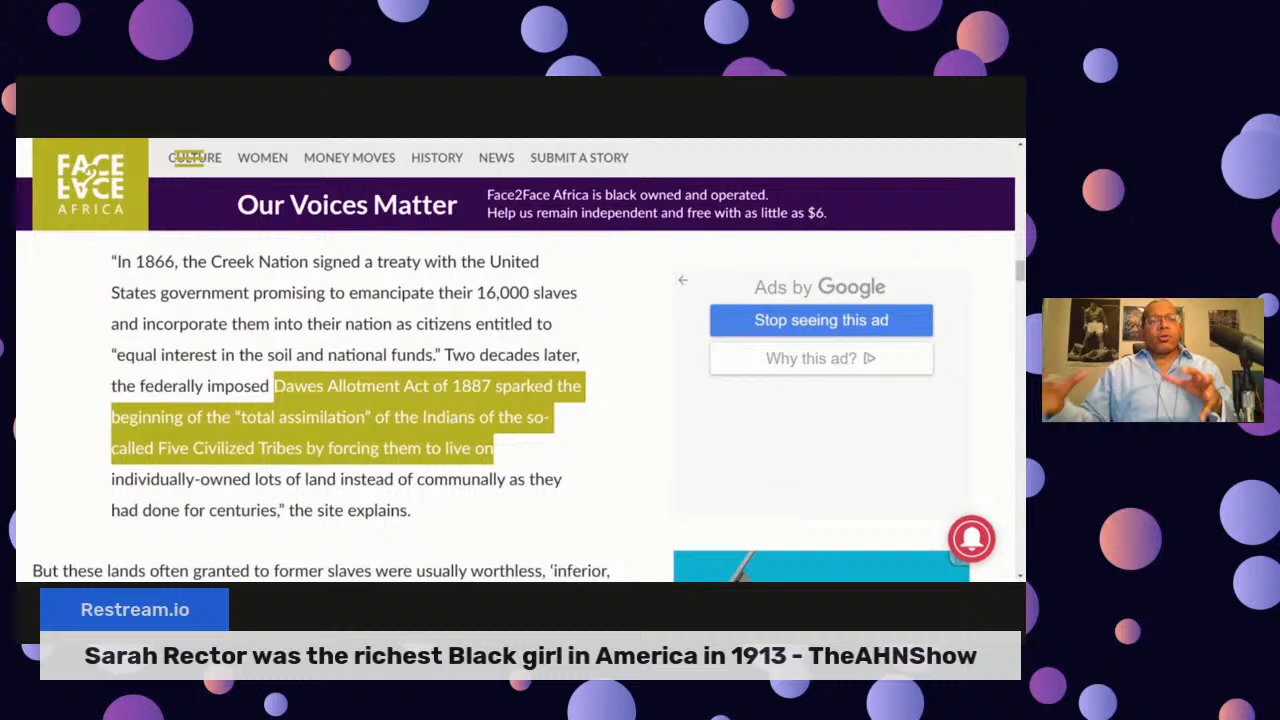 FACE
2
FACE
AFRICA
CULTURE WOMEN MONEY MOVES HISTORY NEWS SUBMIT A STORY
Our Voices Matter
Face2Face Africa is black owned and operated.
Help us remain independent and free with as little as $6.
“In 1866, the Creek Nation signed a treaty with the United
States government promising to emancipate their 16,000 slaves
and incorporate them into their nation as citizens entitled to
“equal interest in the soil and national funds.” Two decades later,
the federally imposed Dawes Allotment Act of 1887 sparked the
beginning of the “total assimilation” of the Indians of the so-
called Five Civilized Tribes by forcing them to live on
individually-owned lots of land instead of communally as they
had done for centuries,” the site explains.
But these lands often granted to former slaves were usually worthless, ‘inferior,
Ads by Google
Stop seeing this ad
Why this ad?
Restream.io
Sarah Rector was the richest Black girl in America in 1913 - TheAHNShow